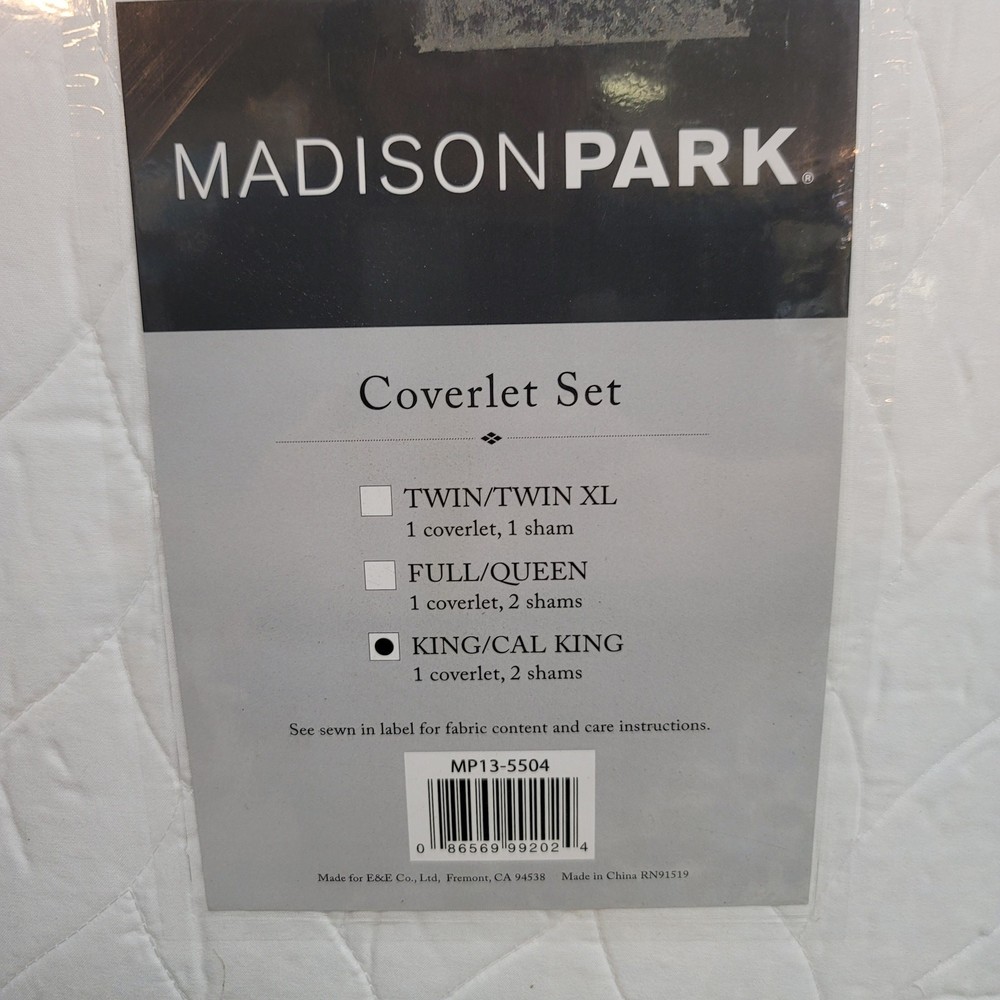 MADISONPARK®
Coverlet Set
TWIN/TWIN XL
1 coverlet, 1 sham
FULL/QUEEN
1 coverlet, 2 shams
KING/CAL KING
1 coverlet, 2 shams
See sewn in label for fabric content and care instructions.
MP13-5504
0 86569 99202 4
Made for E&E Co., Ltd, Fremont, CA 94538 Made in China RN91519